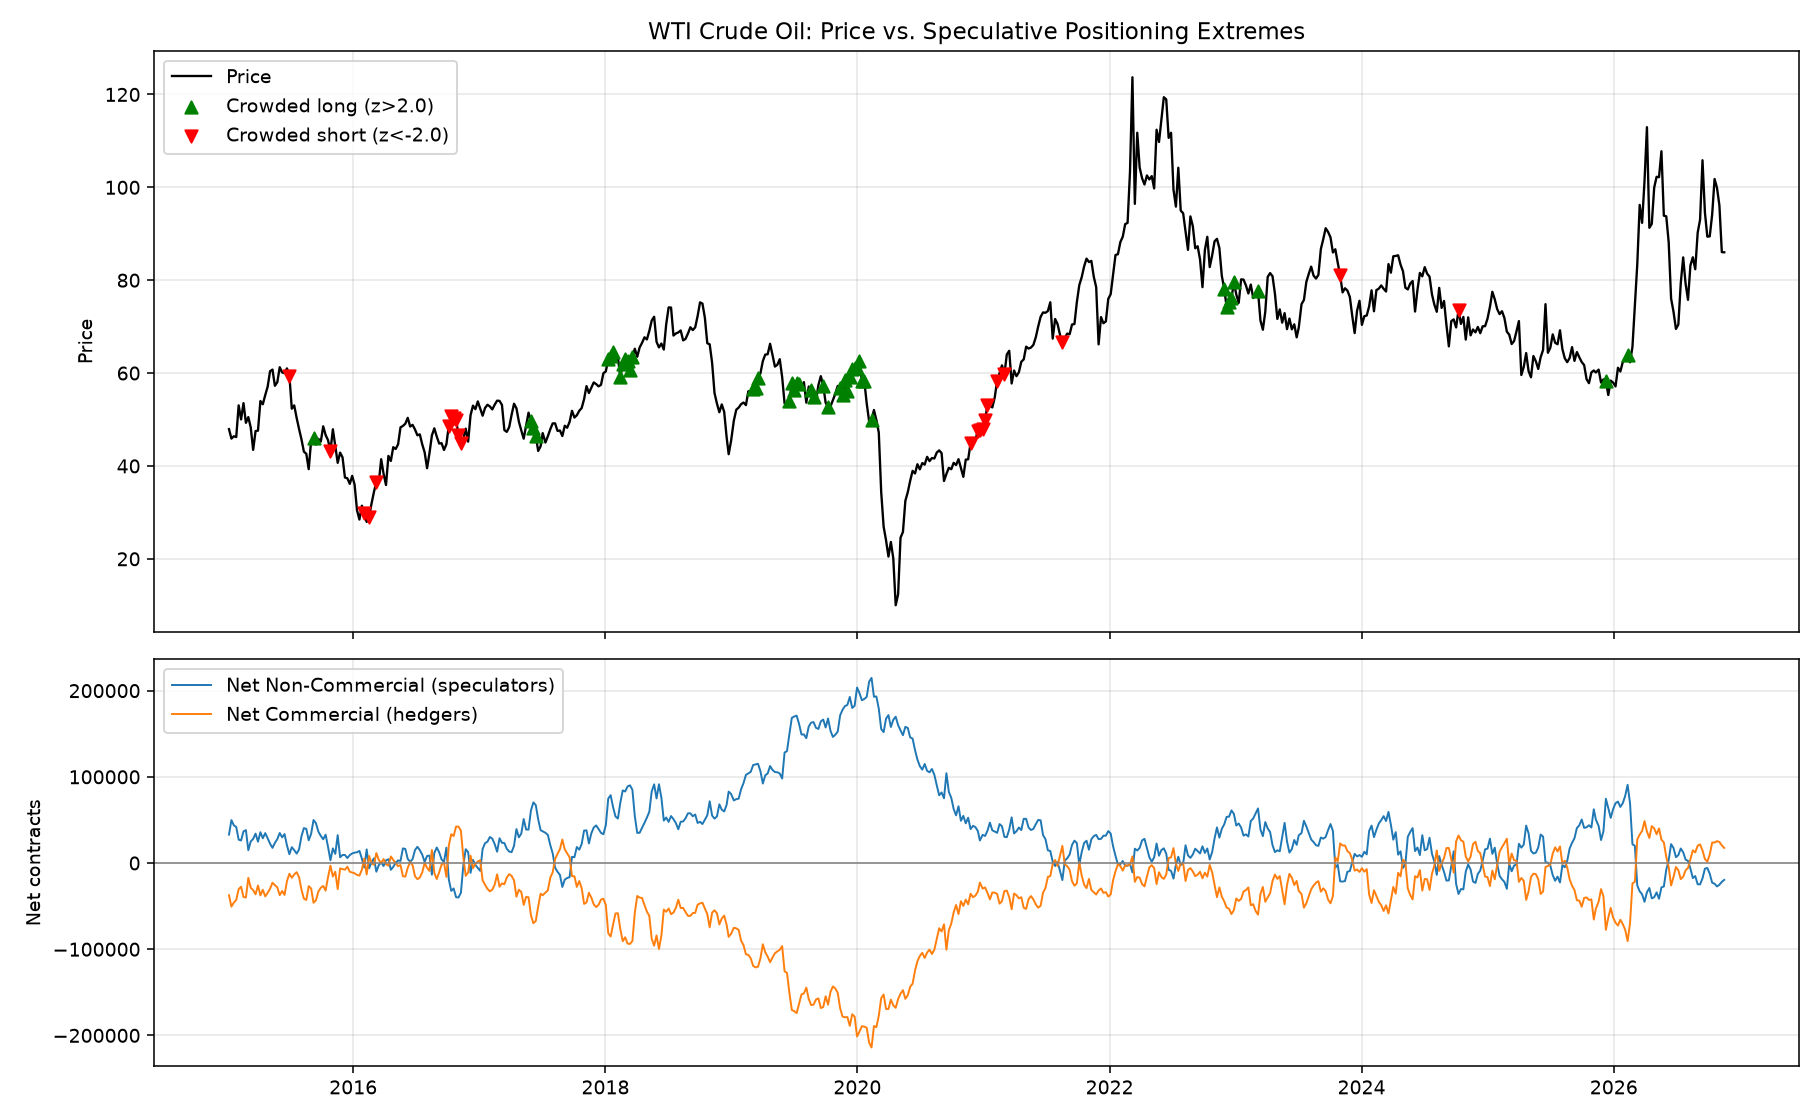 WTI Crude Oil: Price vs. Speculative Positioning Extremes
Price
Crowded long (z>2.0)
Crowded short (z<-2.0)
Price
120
100
80
60
40
20
Net Non-Commercial (speculators)
Net Commercial (hedgers)
Net contracts
200000
100000
0
−100000
−200000
2016 2018 2020 2022 2024 2026